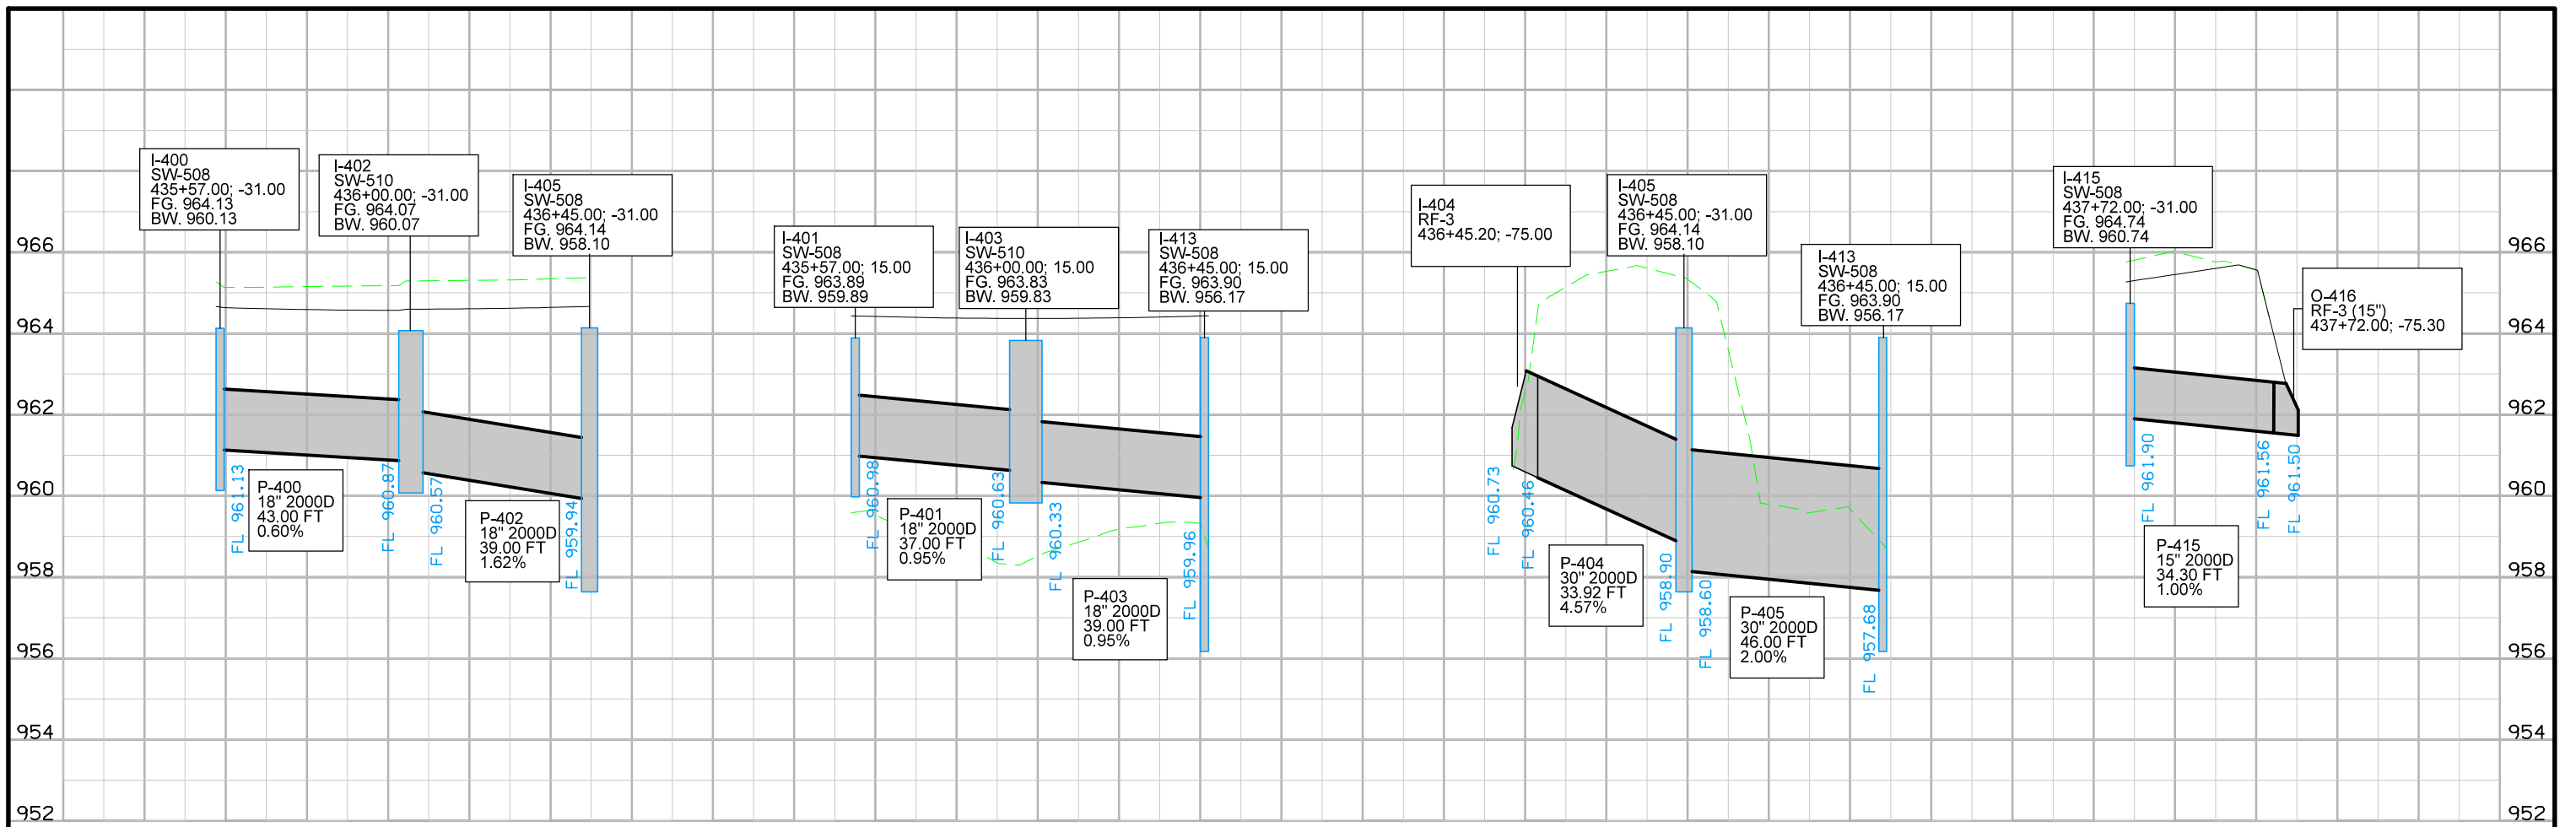 I-400
SW-508
435+57.00; -31.00
FG. 964.13
BW. 960.13
I-402
SW-510
436+00.00; -31.00
FG. 964.07
BW. 960.07
I-405
SW-508
436+45.00; -31.00
FG. 964.14
BW. 958.10
I-401
SW-508
435+57.00; 15.00
FG. 963.89
BW. 959.89
I-403
SW-510
436+00.00; 15.00
FG. 963.83
BW. 959.83
I-413
SW-508
436+45.00; 15.00
FG. 963.90
BW. 956.17
I-404
RF-3
436+45.20; -75.00
I-405
SW-508
436+45.00; -31.00
FG. 964.14
BW. 958.10
I-413
SW-508
436+45.00; 15.00
FG. 963.90
BW. 956.17
I-415
SW-508
437+72.00; -31.00
FG. 964.74
BW. 960.74
O-416
RF-3 (15")
437+72.00; -75.30
966
966
964
964
962
962
960
960
958
958
956
956
954
954
952
952
FL 961.13
P-400
18" 2000D
43.00 FT
0.60%
FL 960.87
FL 960.57
P-402
18" 2000D
39.00 FT
1.62%
FL 959.94
FL 960.98
P-401
18" 2000D
37.00 FT
0.95%
FL 960.63
FL 960.33
P-403
18" 2000D
39.00 FT
0.95%
FL 959.96
FL 960.73
FL 960.46
P-404
30" 2000D
33.92 FT
4.57%
FL 958.90
FL 958.60
P-405
30" 2000D
46.00 FT
2.00%
FL 957.68
FL 961.90
P-415
15" 2000D
34.30 FT
1.00%
FL 961.56
FL 961.50